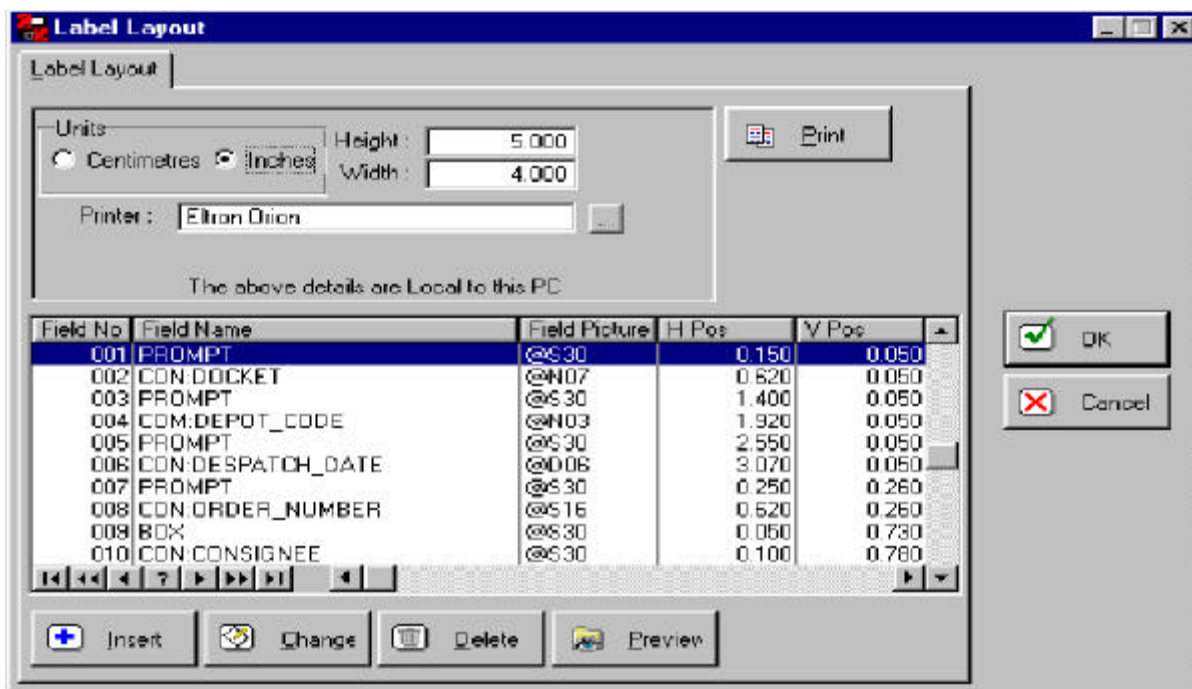 Label Layout
Label Layout
Units
Centimetres Inches
Height : 5.000
Width : 4.000
Print
Printer : Eltron Orion ...
The above details are Local to this PC
Field No Field Name Field Picture H Pos V Pos
001 PROMPT @S30 0.150 0.050
002 CON:DOCKET @N07 0.620 0.050
003 PROMPT @S30 1.400 0.050
004 COM:DEPOT_CODE @N03 1.920 0.050
005 PROMPT @S30 2.550 0.050
006 CON:DESPATCH_DATE @D06 3.070 0.050
007 PROMPT @S30 0.250 0.260
008 CON:ORDER_NUMBER @S16 0.620 0.260
009 BOX @S30 0.050 0.730
010 CON:CONSIGNEE @S30 0.100 0.780
?
OK
Cancel
Insert Change Delete Preview